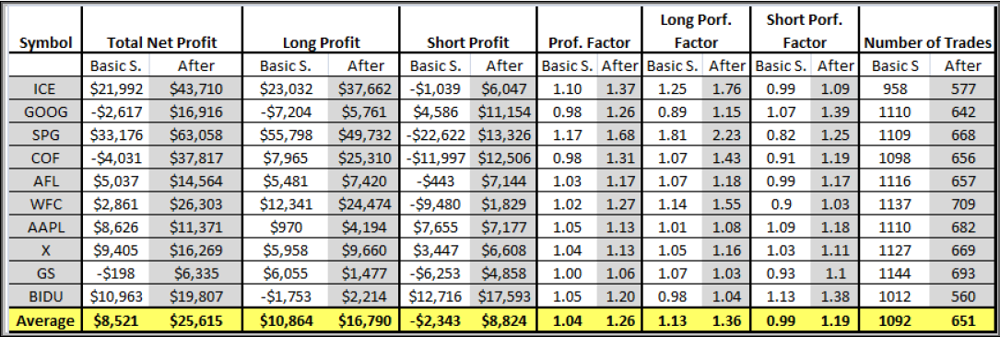 Long Porf. Short Porf.
Symbol Total Net Profit Long Profit Short Profit Prof. Factor Factor Factor Number of Trades
Basic S. After Basic S. After Basic S. After Basic S. After Basic S. After Basic S. After Basic S After
ICE $21,992 $43,710 $23,032 $37,662 -$1,039 $6,047 1.10 1.37 1.25 1.76 0.99 1.09 958 577
GOOG -$2,617 $16,916 -$7,204 $5,761 $4,586 $11,154 0.98 1.26 0.89 1.15 1.07 1.39 1110 642
SPG $33,176 $63,058 $55,798 $49,732 -$22,622 $13,326 1.17 1.68 1.81 2.23 0.82 1.25 1109 668
COF -$4,031 $37,817 $7,965 $25,310 -$11,997 $12,506 0.98 1.31 1.07 1.43 0.91 1.19 1098 656
AFL $5,037 $14,564 $5,481 $7,420 -$443 $7,144 1.03 1.17 1.07 1.18 0.99 1.17 1116 657
WFC $2,861 $26,303 $12,341 $24,474 -$9,480 $1,829 1.02 1.27 1.14 1.55 0.9 1.03 1137 709
AAPL $8,626 $11,371 $970 $4,194 $7,655 $7,177 1.05 1.13 1.01 1.08 1.09 1.18 1110 682
X $9,405 $16,269 $5,958 $9,660 $3,447 $6,608 1.04 1.13 1.05 1.16 1.03 1.11 1127 669
GS -$198 $6,335 $6,055 $1,477 -$6,253 $4,858 1.00 1.06 1.07 1.03 0.93 1.1 1144 693
BIDU $10,963 $19,807 -$1,753 $2,214 $12,716 $17,593 1.05 1.20 0.98 1.04 1.13 1.38 1012 560
Average $8,521 $25,615 $10,864 $16,790 -$2,343 $8,824 1.04 1.26 1.13 1.36 0.99 1.19 1092 651